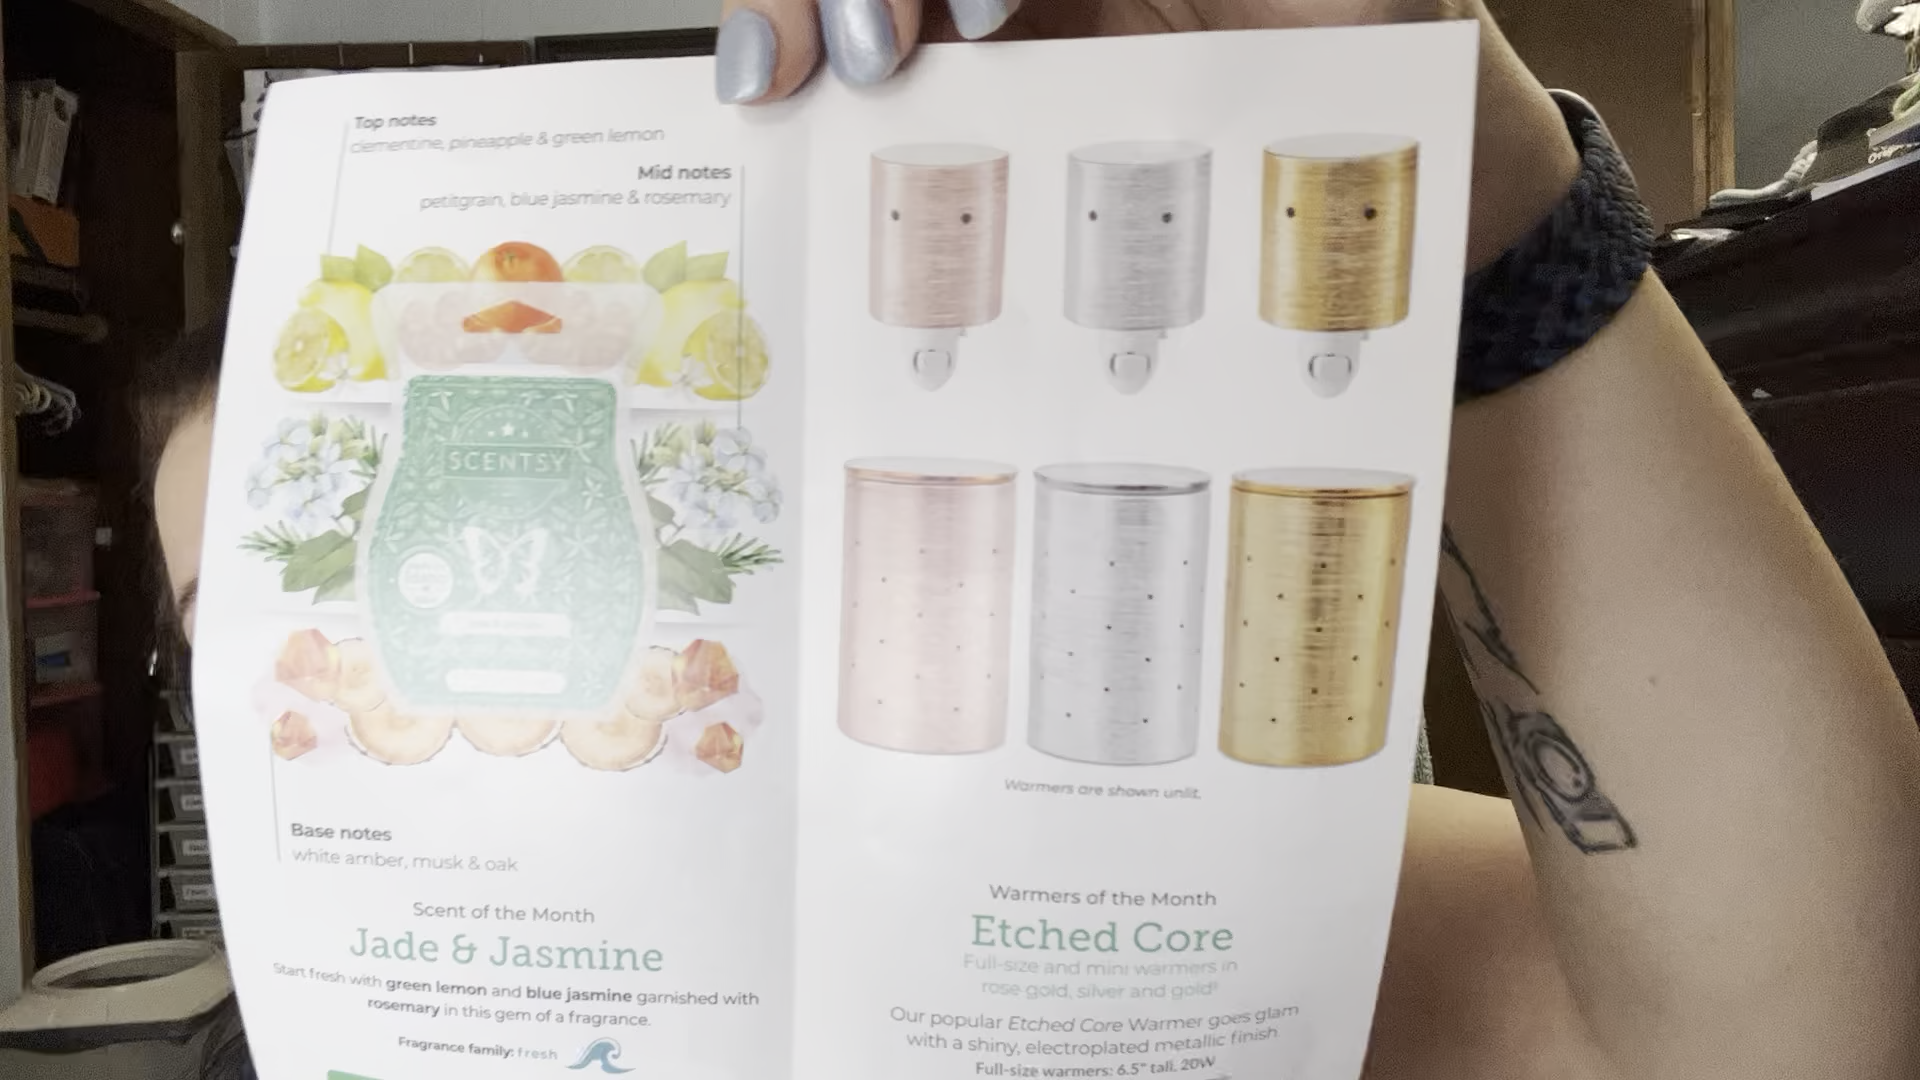 Top notes
clementine, pineapple & green lemon
Mid notes
petitgrain, blue jasmine & rosemary
SCENTSY
Base notes
white amber, musk & oak
Scent of the Month
Jade & Jasmine
Start fresh with green lemon and blue jasmine garnished with
rosemary in this gem of a fragrance.
Fragrance family: fresh
Warmers are shown unlit.
Warmers of the Month
Etched Core
Full-size and mini warmers in
rose gold, silver and gold!
Our popular Etched Core Warmer goes glam
with a shiny, electroplated metallic finish
Full-size warmers: 6.5" tall, 20W